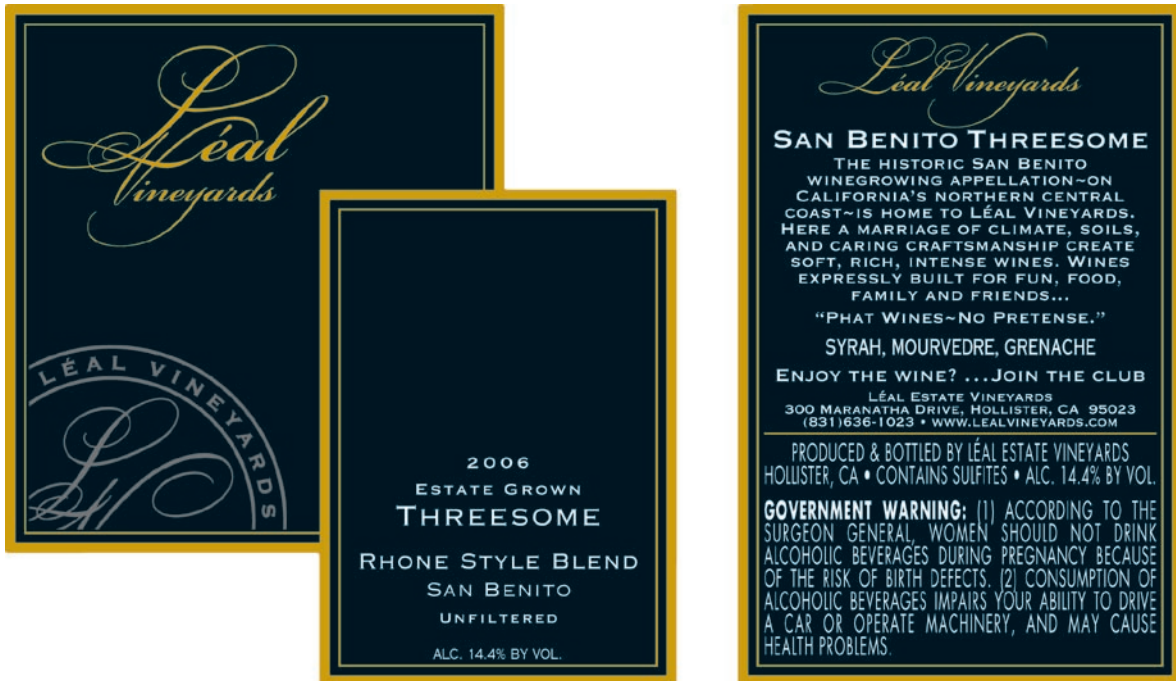 Léal
Vineyards
LÉAL VINEYARDS
2006
ESTATE GROWN
THREESOME
RHONE STYLE BLEND
SAN BENITO
UNFILTERED
ALC. 14.4% BY VOL.
Léal Vineyards
SAN BENITO THREESOME
THE HISTORIC SAN BENITO
WINEGROWING APPELLATION~ON
CALIFORNIA'S NORTHERN CENTRAL
COAST~IS HOME TO LÉAL VINEYARDS.
HERE A MARRIAGE OF CLIMATE, SOILS,
AND CARING CRAFTSMANSHIP CREATE
SOFT, RICH, INTENSE WINES. WINES
EXPRESSLY BUILT FOR FUN, FOOD,
FAMILY AND FRIENDS...
"PHAT WINES~NO PRETENSE."
SYRAH, MOURVEDRE, GRENACHE
ENJOY THE WINE? ...JOIN THE CLUB
LÉAL ESTATE VINEYARDS
300 MARANATHA DRIVE, HOLLISTER, CA 95023
(831)636-1023 • WWW.LEALVINEYARDS.COM
PRODUCED & BOTTLED BY LÉAL ESTATE VINEYARDS
HOLLISTER, CA • CONTAINS SULFITES • ALC. 14.4% BY VOL.
GOVERNMENT WARNING: (1) ACCORDING TO THE
SURGEON GENERAL, WOMEN SHOULD NOT DRINK
ALCOHOLIC BEVERAGES DURING PREGNANCY BECAUSE
OF THE RISK OF BIRTH DEFECTS. (2) CONSUMPTION OF
ALCOHOLIC BEVERAGES IMPAIRS YOUR ABILITY TO DRIVE
A CAR OR OPERATE MACHINERY, AND MAY CAUSE
HEALTH PROBLEMS.